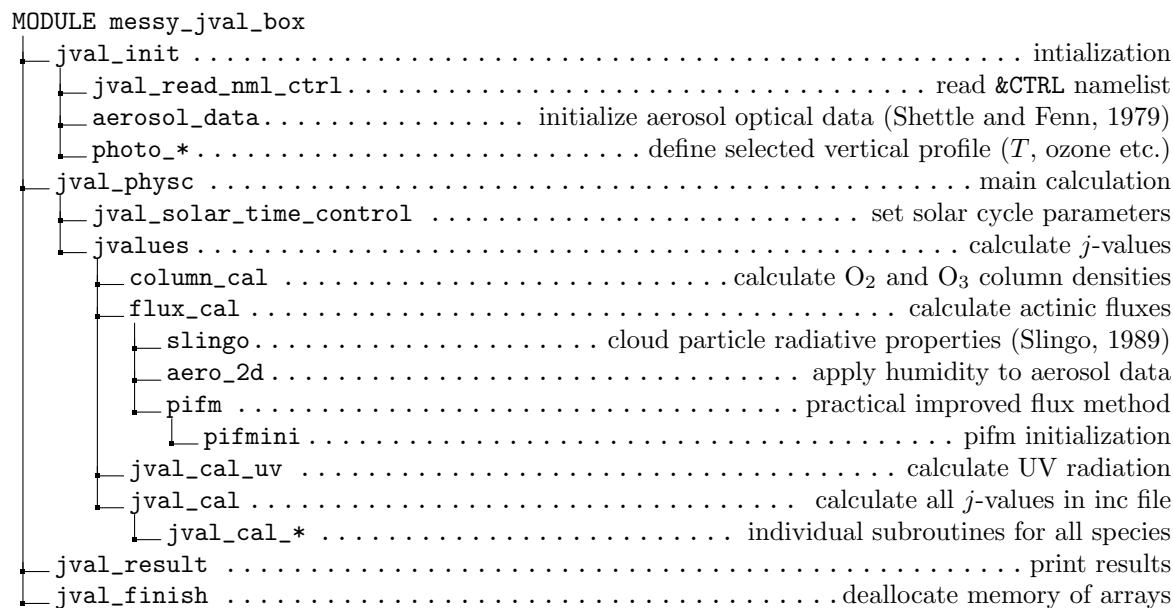 MODULE messy_jval_box
jval_init ........ intialization
jval_read_nml_ctrl ........ read &CTRL namelist
aerosol_data ........ initialize aerosol optical data (Shettle and Fenn, 1979)
photo_* ........ define selected vertical profile (T, ozone etc.)
jval_physc ........ main calculation
jval_solar_time_control ........ set solar cycle parameters
jvalues ........ calculate j-values
column_cal ........ calculate O₂ and O₃ column densities
flux_cal ........ calculate actinic fluxes
slingo ........ cloud particle radiative properties (Slingo, 1989)
aero_2d ........ apply humidity to aerosol data
pifm ........ practical improved flux method
pifmini ........ pifm initialization
jval_cal_uv ........ calculate UV radiation
jval_cal ........ calculate all j-values in inc file
jval_cal_* ........ individual subroutines for all species
jval_result ........ print results
jval_finish ........ deallocate memory of arrays